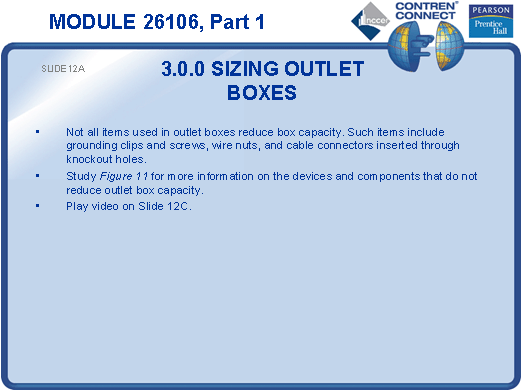 MODULE 26106, Part 1
nccer
CONTREN®
CONNECT
PEARSON
Prentice
Hall
SLIDE 12A
3.0.0 SIZING OUTLET
BOXES
• Not all items used in outlet boxes reduce box capacity. Such items include
grounding clips and screws, wire nuts, and cable connectors inserted through
knockout holes.
• Study Figure 11 for more information on the devices and components that do not
reduce outlet box capacity.
• Play video on Slide 12C.